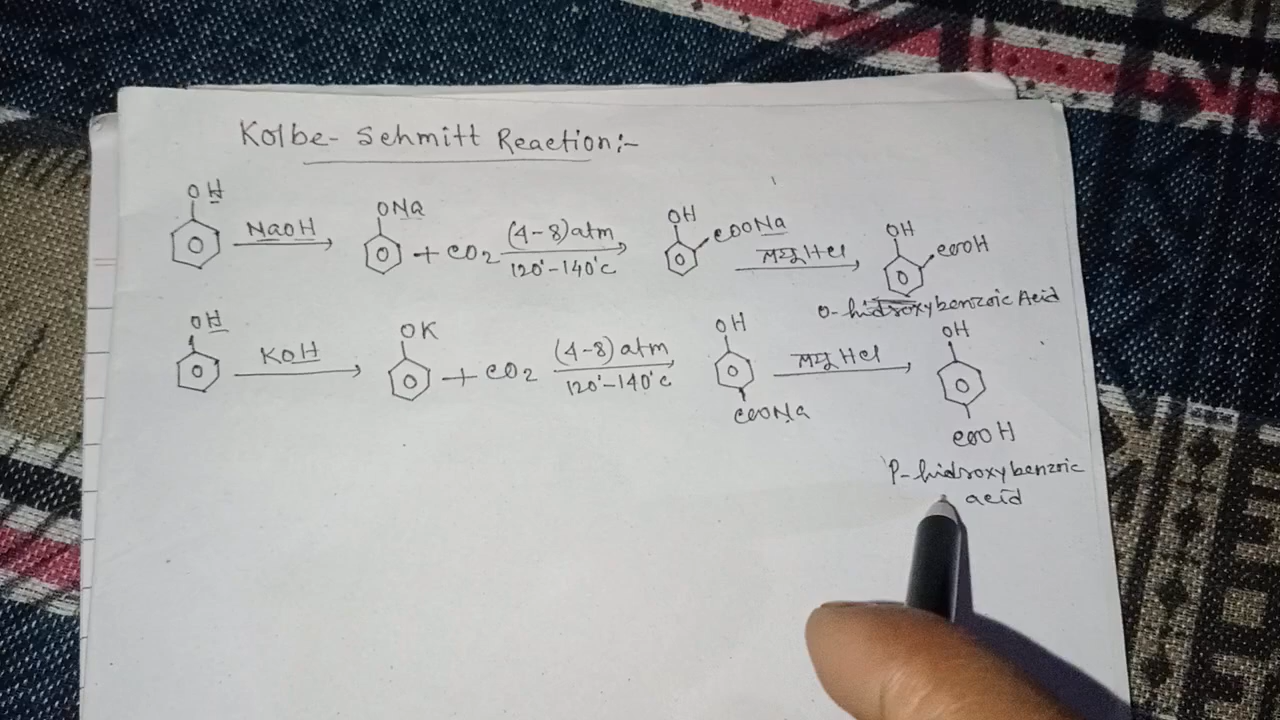 Kolbe- Schmitt Reaction:-
OH
NaOH
ONa
+ CO2
(4-8) atm
120°-140°C
OH
COONa
লঘু HCl
OH
COOH
O-hidroxybenzoic Acid
OH
KOH
OK
+ CO2
(4-8) atm
120°-140°C
OH
COONa
লঘু HCl
OH
COOH
P-hidroxybenzoic
acid